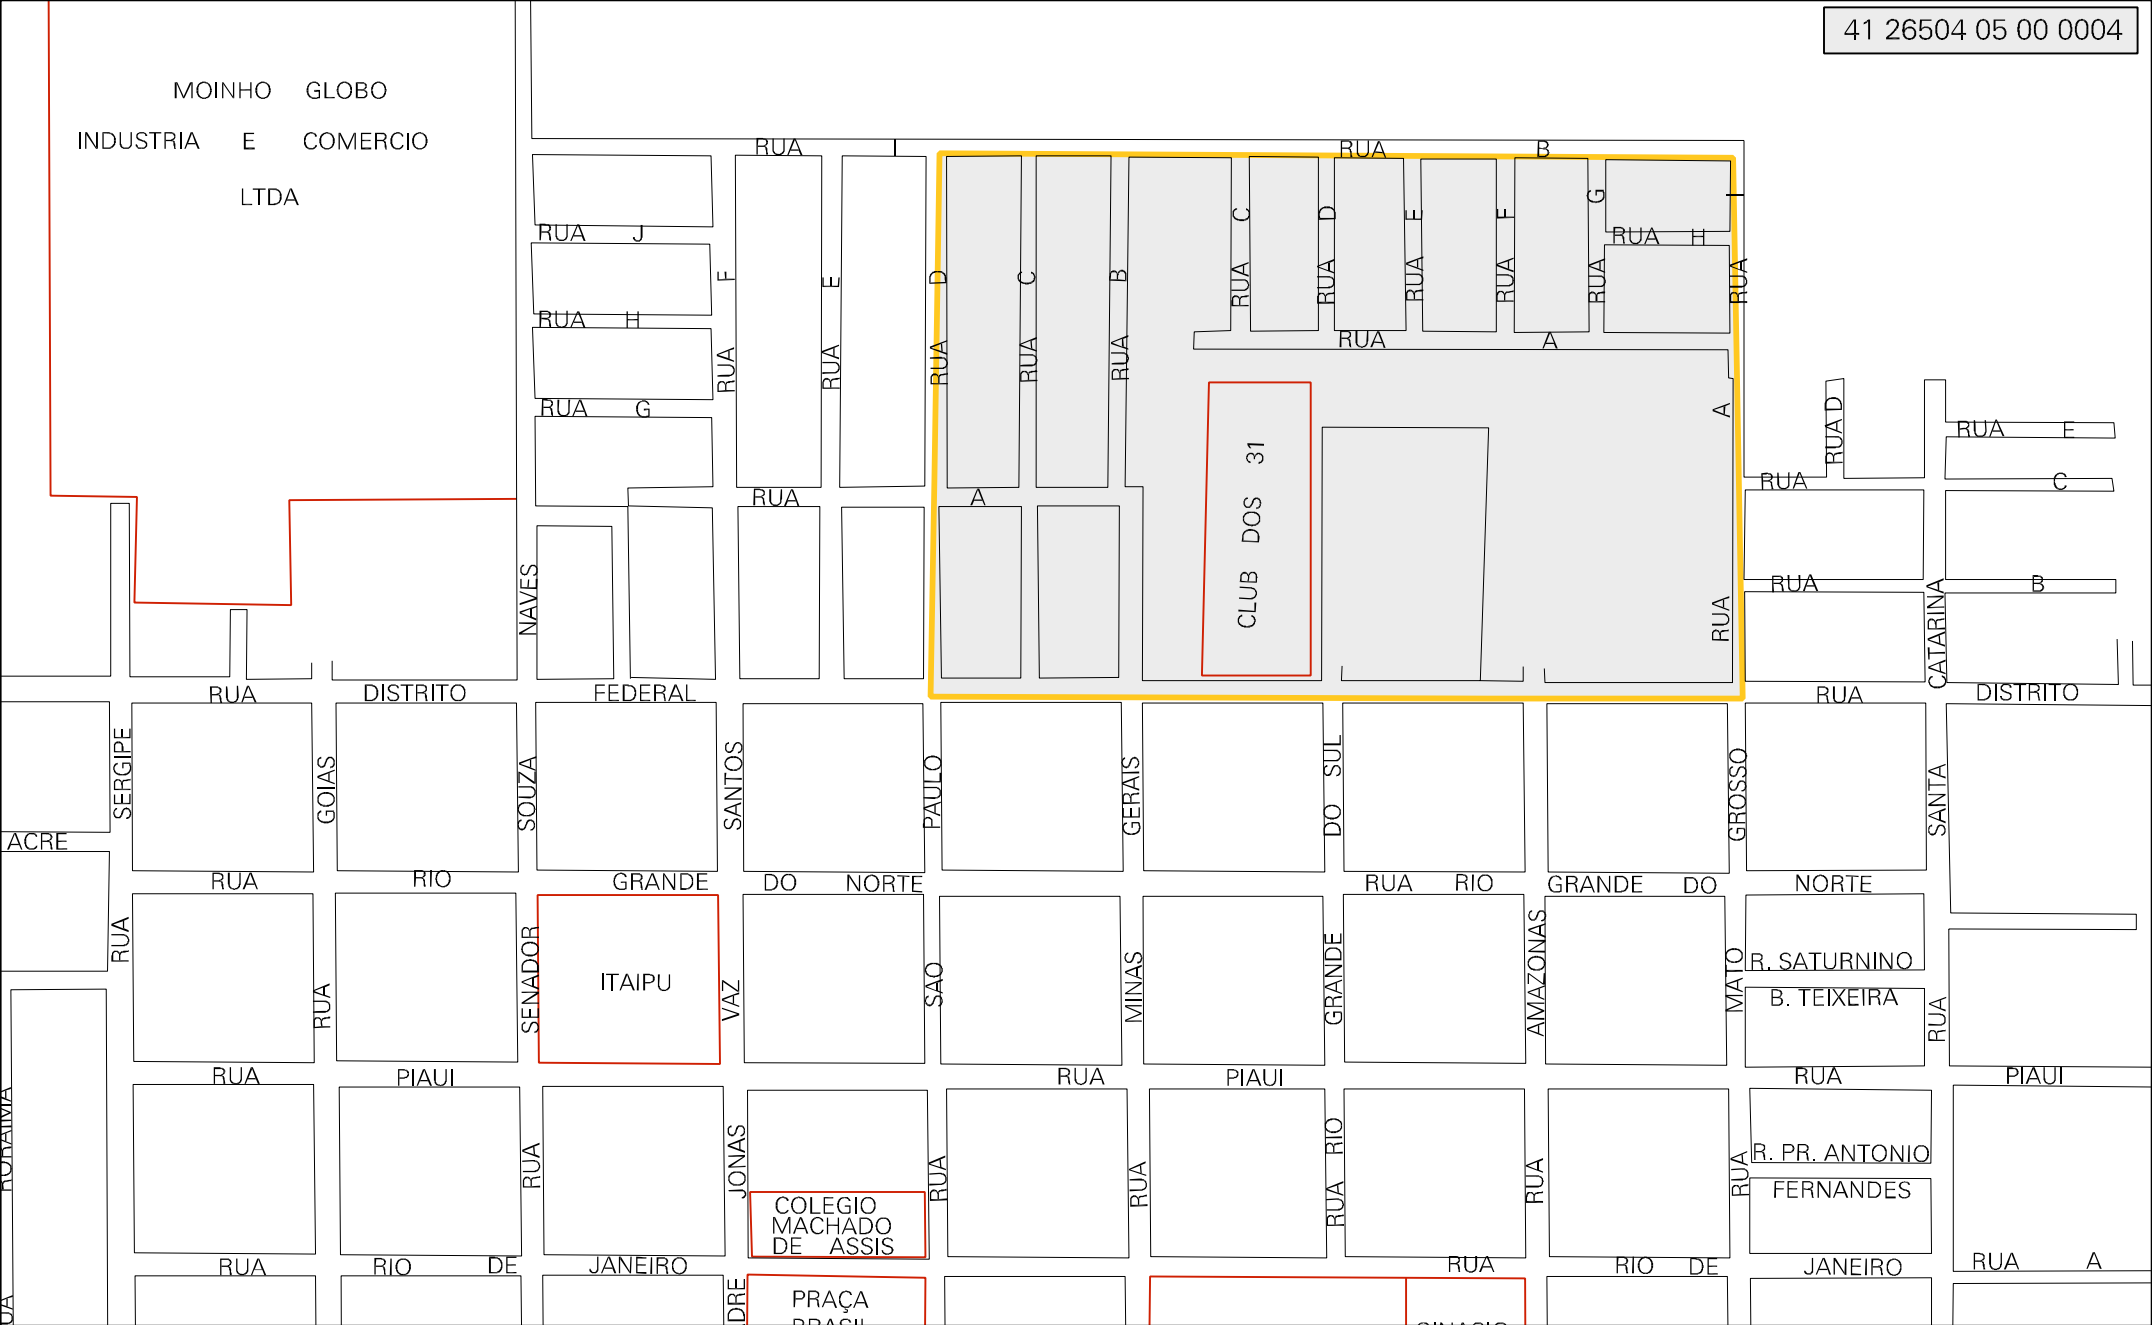 41 26504 05 00 0004
MOINHO GLOBO
INDUSTRIA E COMERCIO
LTDA
RUA I
RUA B
RUA J
RUA H
RUA G
RUA F
RUA E
RUA D
RUA C
RUA B
RUA C
RUA D
RUA E
RUA F
RUA G
RUA H
RUA I
RUA A
RUA A
RUA A
CLUB DOS 31
RUA D
RUA E
RUA C
RUA B
NAVES
CATARINA
RUA DISTRITO FEDERAL
RUA DISTRITO
SERGIPE
GOIAS
SOUZA
SANTOS
PAULO
GERAIS
DO SUL
GROSSO
SANTA
ACRE
RUA RIO GRANDE DO NORTE
RUA RIO GRANDE DO NORTE
RUA
RUA
SENADOR
ITAIPU
VAZ
SAO
MINAS
GRANDE
AMAZONAS
MATO
R. SATURNINO
B. TEIXEIRA
RUA
RUA PIAUI
RUA PIAUI
RUA PIAUI
RORAIMA
RUA
JONAS
RUA
RUA
RUA RIO
RUA
RUA
R. PR. ANTONIO
FERNANDES
COLEGIO
MACHADO
DE ASSIS
RUA RIO DE JANEIRO
RUA RIO DE JANEIRO
RUA A
PRAÇA
BRASIL